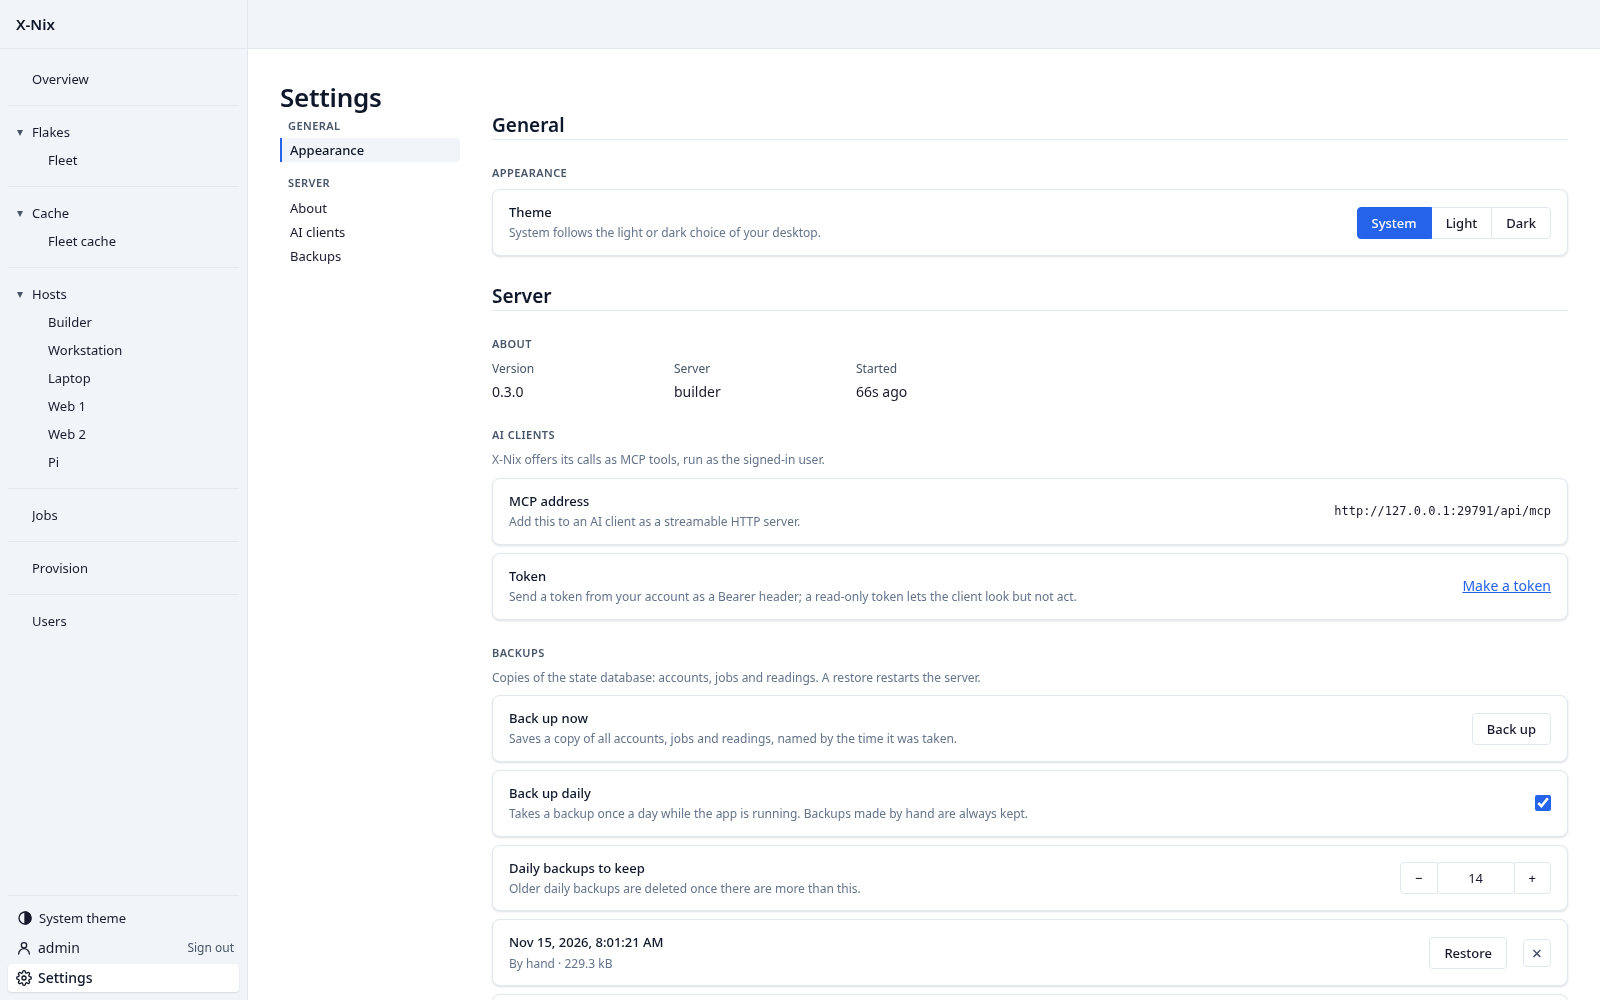 X-Nix
Overview
▼ Flakes
Fleet
▼ Cache
Fleet cache
▼ Hosts
Builder
Workstation
Laptop
Web 1
Web 2
Pi
Jobs
Provision
Users
System theme
admin Sign out
Settings
Settings
GENERAL
Appearance
SERVER
About
AI clients
Backups
General
APPEARANCE
Theme
System follows the light or dark choice of your desktop.
System Light Dark
Server
ABOUT
Version Server Started
0.3.0 builder 66s ago
AI CLIENTS
X-Nix offers its calls as MCP tools, run as the signed-in user.
MCP address
Add this to an AI client as a streamable HTTP server.
http://127.0.0.1:29791/api/mcp
Token
Send a token from your account as a Bearer header; a read-only token lets the client look but not act.
Make a token
BACKUPS
Copies of the state database: accounts, jobs and readings. A restore restarts the server.
Back up now
Saves a copy of all accounts, jobs and readings, named by the time it was taken.
Back up
Back up daily
Takes a backup once a day while the app is running. Backups made by hand are always kept.
Daily backups to keep
Older daily backups are deleted once there are more than this.
− 14 +
Nov 15, 2026, 8:01:21 AM
By hand · 229.3 kB
Restore ✕